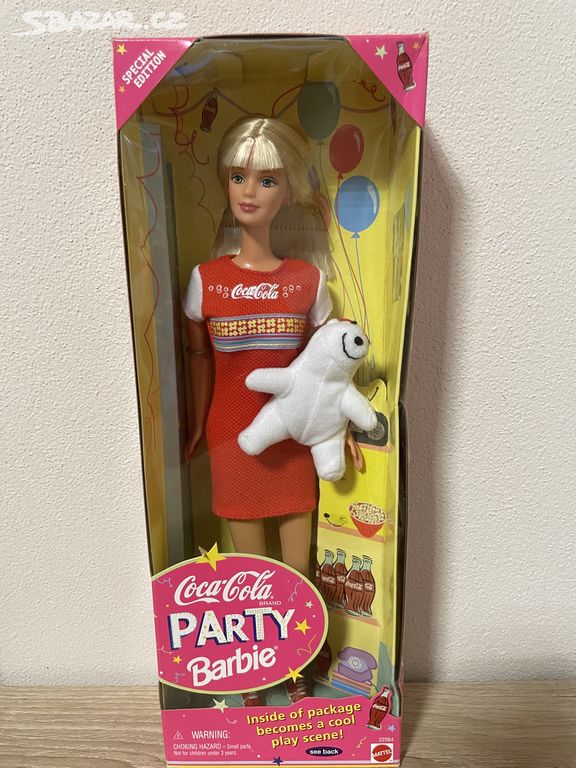 SBAZAR.CZ
SPECIAL
EDITION
Coca-Cola
Coca-Cola
BRAND
PARTY
Barbie
Inside of package
becomes a cool
play scene!
see back
⚠ WARNING:
CHOKING HAZARD - Small parts.
Not for children under 3 years.
22964
MATTEL